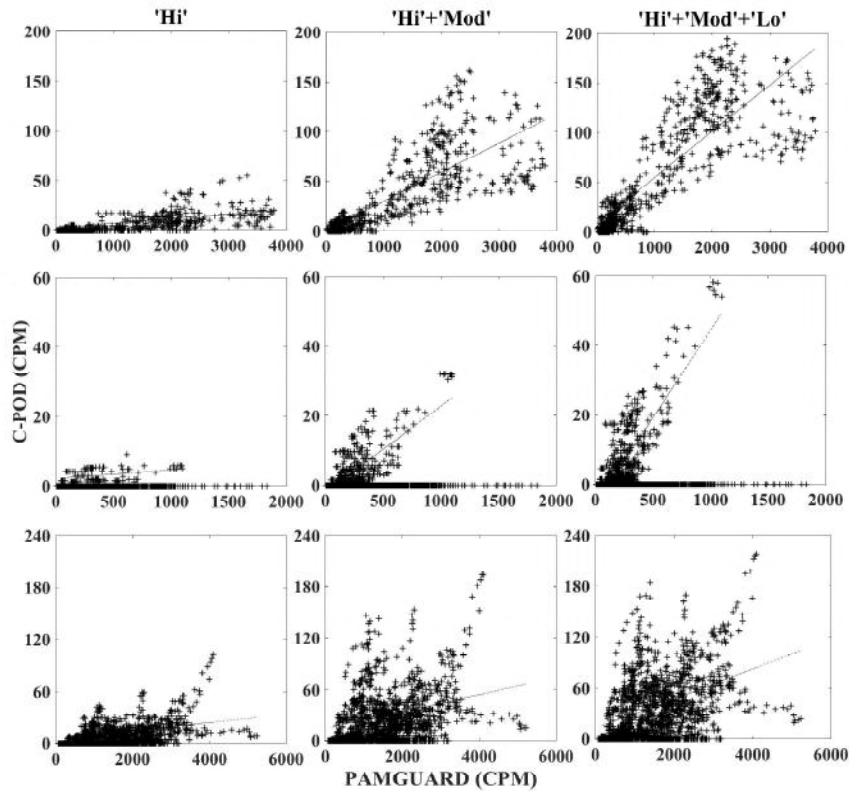 'Hi' 'Hi'+'Mod' 'Hi'+'Mod'+'Lo'
200 200 200
150 150 150
100 100 100
50 50 50
0 0 0
0 1000 2000 3000 4000 0 1000 2000 3000 4000 0 1000 2000 3000 4000
C-POD (CPM)
60 60 60
40 40 40
20 20 20
0 0 0
0 500 1000 1500 2000 0 500 1000 1500 2000 0 500 1000 1500 2000
240 240 240
180 180 180
120 120 120
60 60 60
0 0 0
0 2000 4000 6000 0 2000 4000 6000 0 2000 4000 6000
PAMGUARD (CPM)